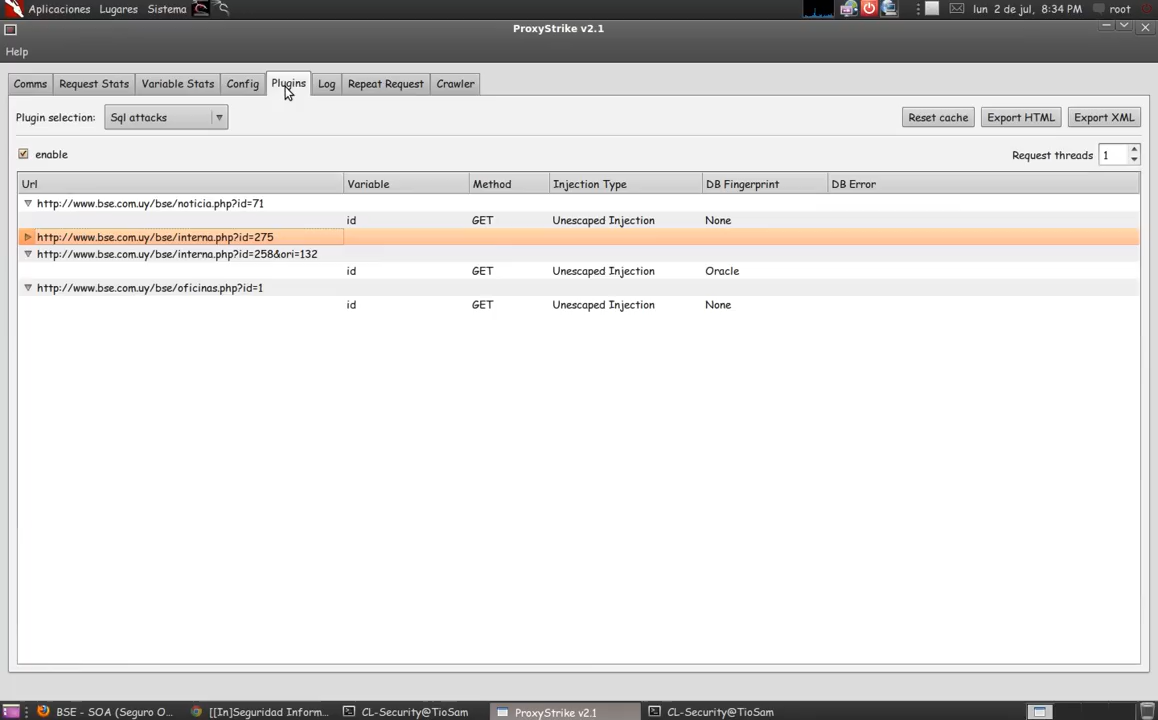 Aplicaciones Lugares Sistema lun 2 de jul, 8:34 PM root
ProxyStrike v2.1
Help
Comms Request Stats Variable Stats Config Plugins Log Repeat Request Crawler
Plugin selection: Sql attacks Reset cache Export HTML Export XML
enable Request threads 1
Url Variable Method Injection Type DB Fingerprint DB Error
http://www.bse.com.uy/bse/noticia.php?id=71
id GET Unescaped Injection None
http://www.bse.com.uy/bse/interna.php?id=275
http://www.bse.com.uy/bse/interna.php?id=258&ori=132
id GET Unescaped Injection Oracle
http://www.bse.com.uy/bse/oficinas.php?id=1
id GET Unescaped Injection None
BSE - SOA (Seguro O... [[In]Seguridad Inform... CL-Security@TioSam ProxyStrike v2.1 CL-Security@TioSam